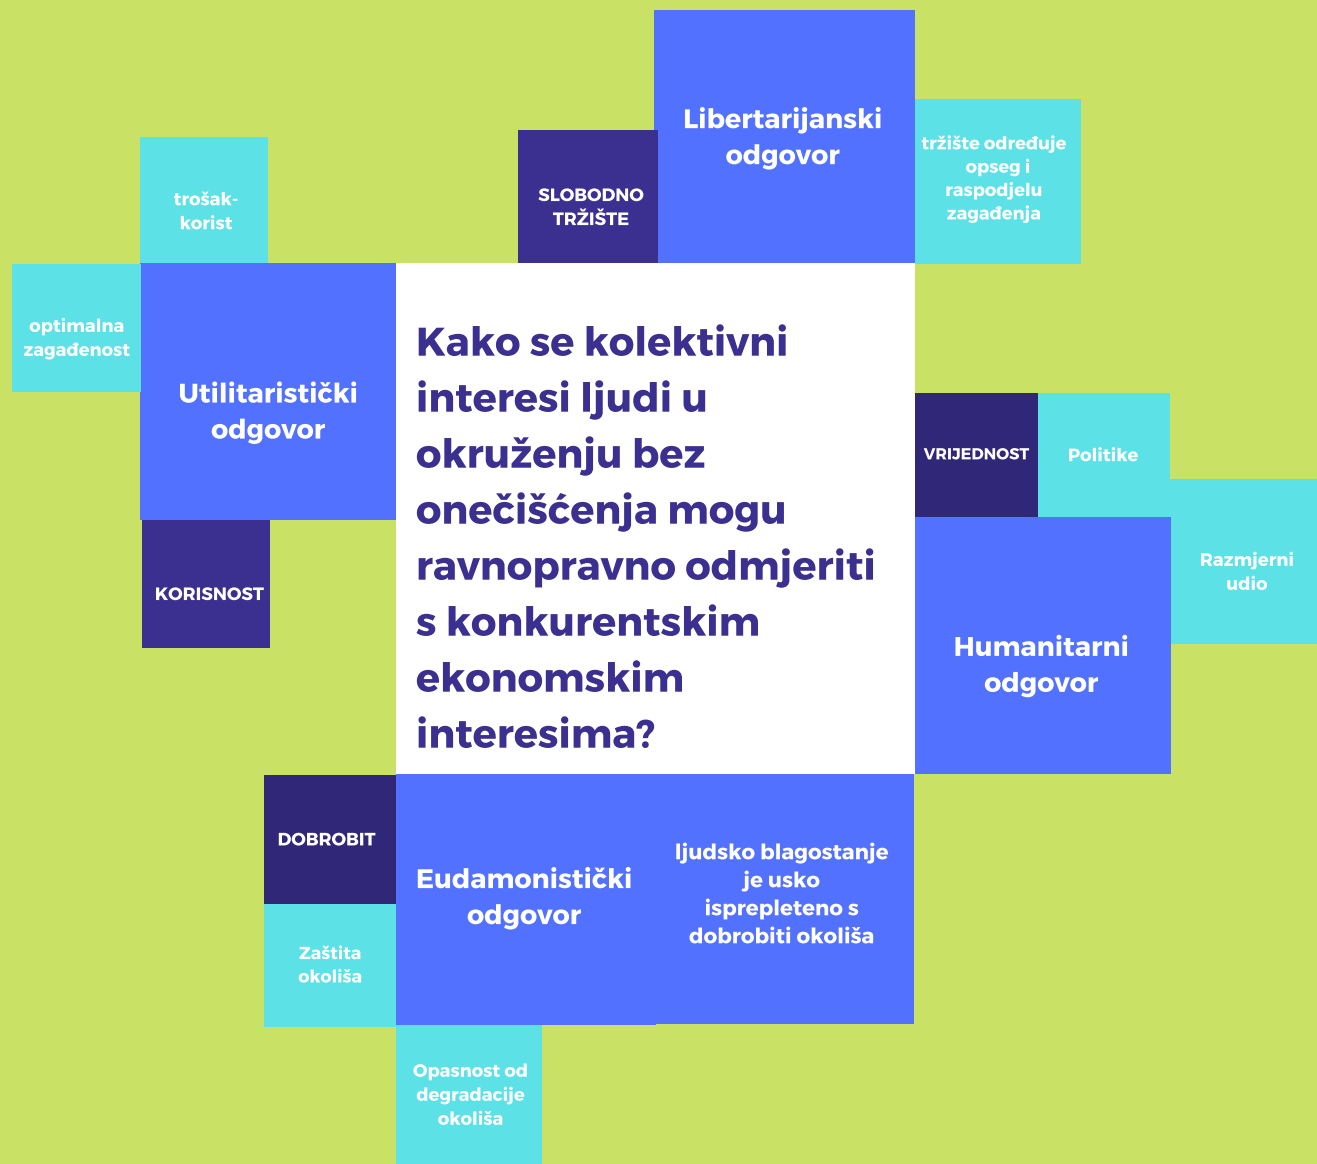 Libertarijanski
odgovor
SLOBODNO
TRŽIŠTE
tržište određuje
opseg i
raspodjelu
zagađenja
trošak-
korist
optimalna
zagađenost
Utilitaristički
odgovor
KORISNOST
Kako se kolektivni
interesi ljudi u
okruženju bez
onečišćenja mogu
ravnopravno odmjeriti
s konkurentskim
ekonomskim
interesima?
VRIJEDNOST
Politike
Razmjerni
udio
Humanitarni
odgovor
DOBROBIT
Eudamonistički
odgovor
ljudsko blagostanje
je usko
isprepleteno s
dobrobiti okoliša
Zaštita
okoliša
Opasnost od
degradacije
okoliša